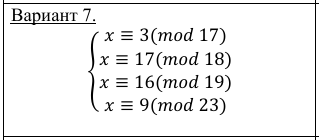 Вариант 7.
x ≡ 3(mod 17)
x ≡ 17(mod 18)
x ≡ 16(mod 19)
x ≡ 9(mod 23)